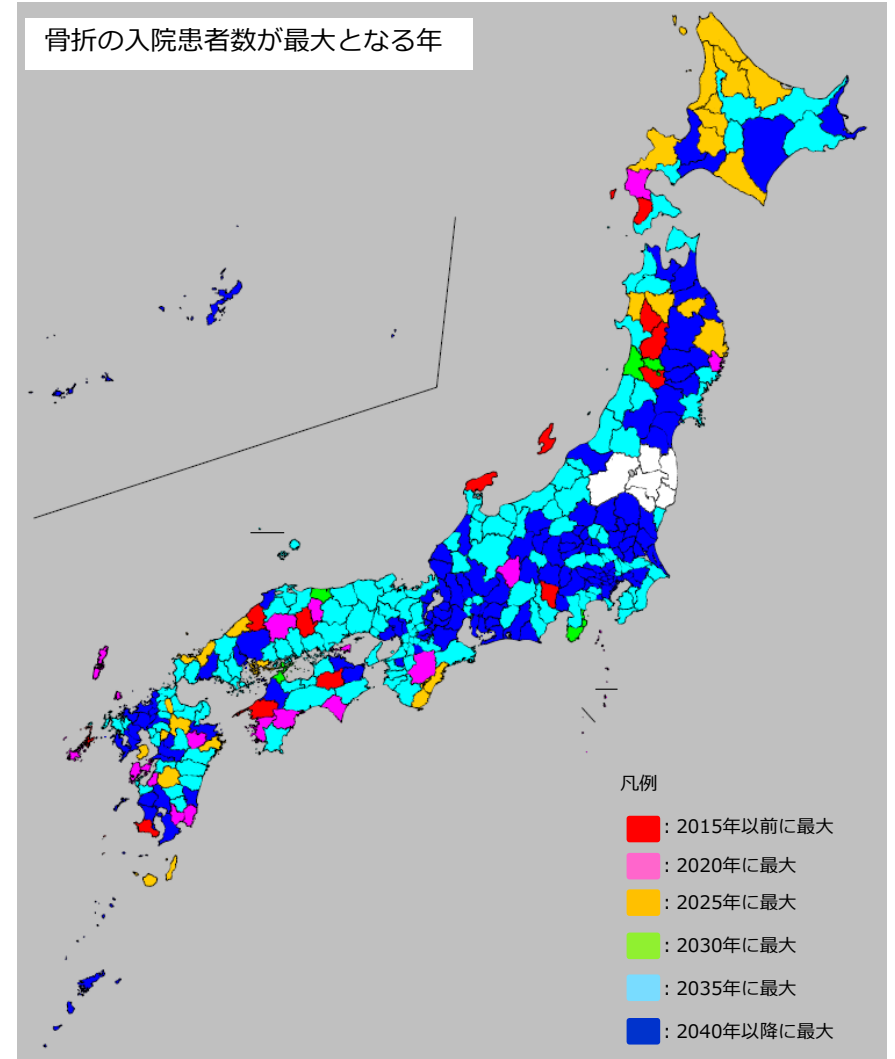 骨折の入院患者数が最大となる年
凡例
：2015年以前に最大
：2020年に最大
：2025年に最大
：2030年に最大
：2035年に最大
：2040年以降に最大